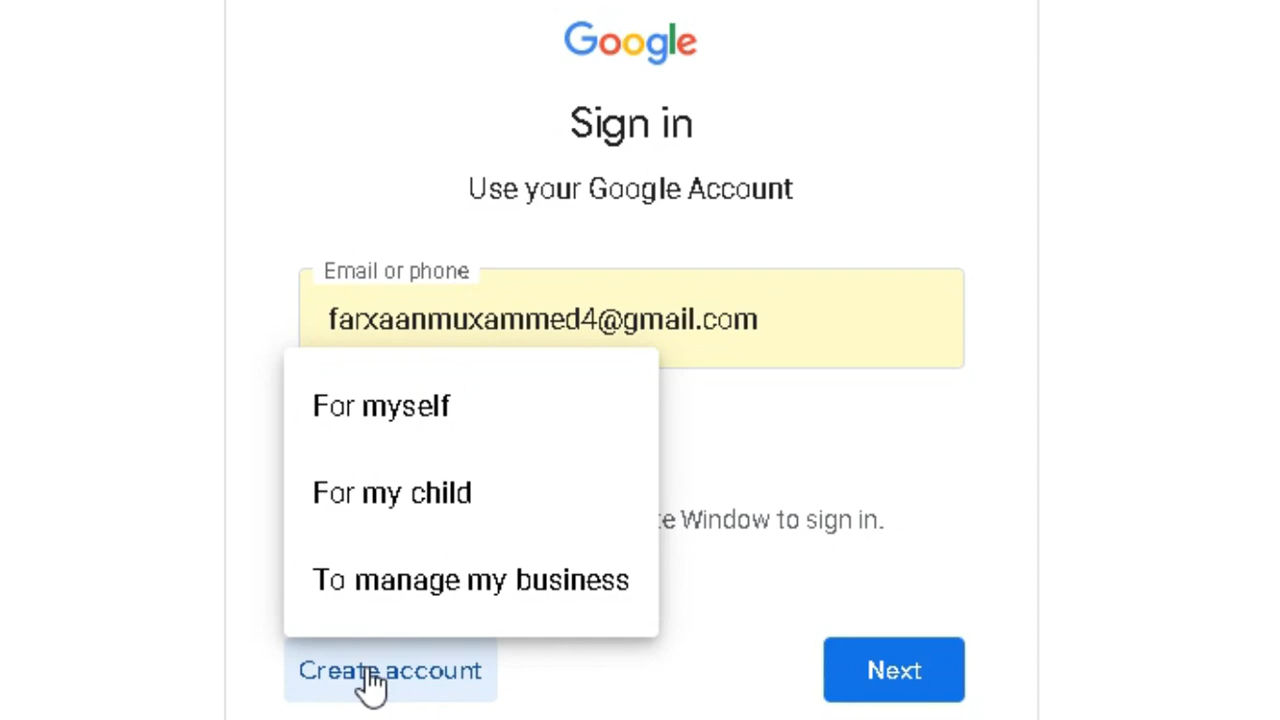 Google
Sign in
Use your Google Account
Email or phone
farxaanmuxammed4@gmail.com
For myself
For my child
Window to sign in.
To manage my business
Create account
Next